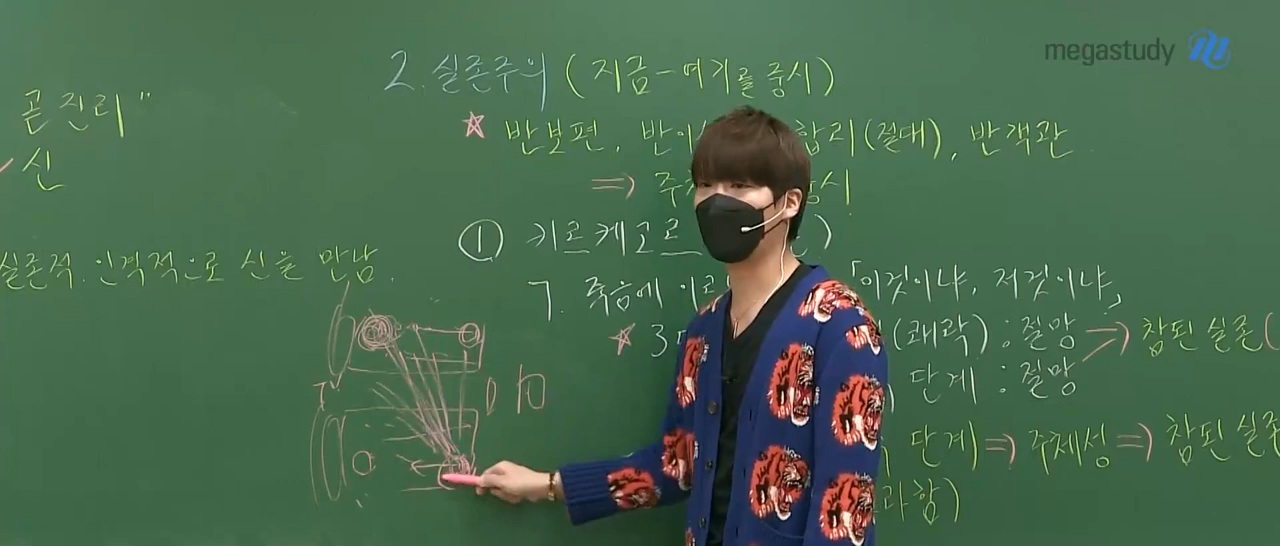 megastudy
곧 진리"
신
실존적. 인격적으로 신을 만남.
2. 실존주의 (지금-여기를 중시)
☆ 반보편, 반이 합리(절대), 반객관
⇒ 주 시
① 키르케고르 )
ㄱ. 죽음에 이르 「이것이냐, 저것이냐」
☆ 3 (쾌락) : 절망 → 참된 실존(
단계 : 절망
단계) ⇒ 주체성 ⇒ 참된 실존
과함)